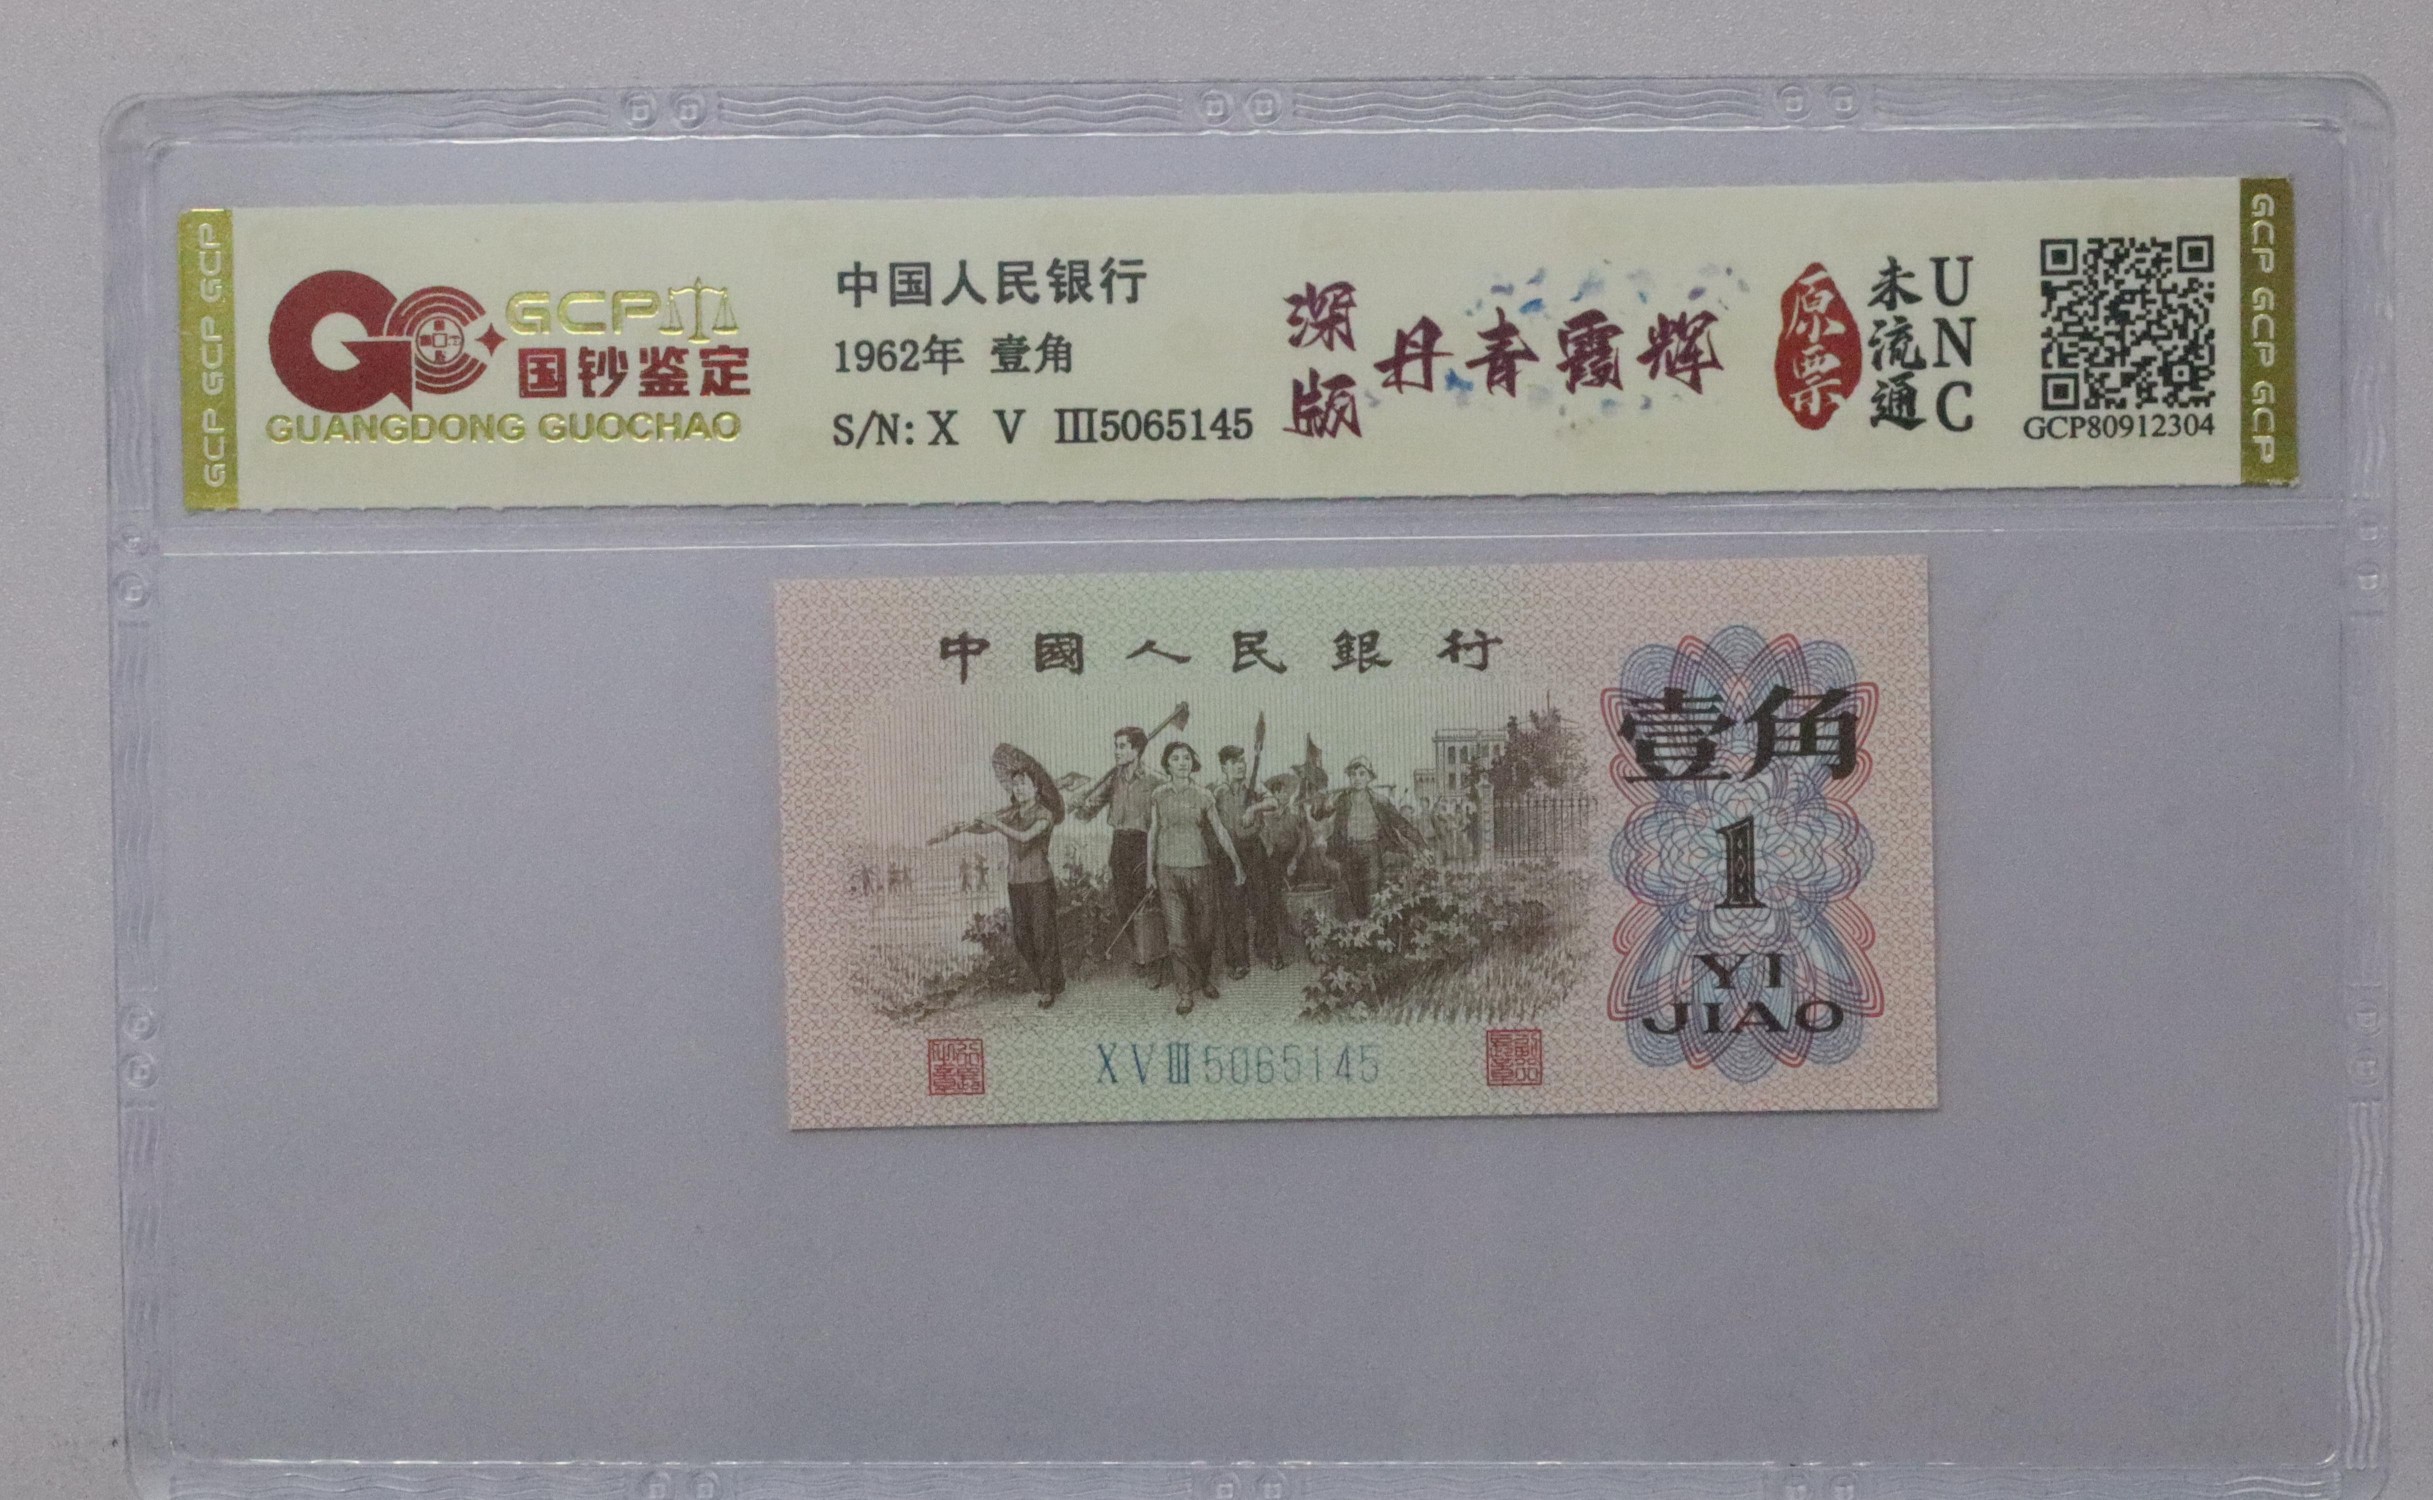 GCP GCP GCP
GCP
国钞鉴定
GUANGDONG GUOCHAO
中国人民银行
1962年 壹角
S/N: X V Ⅲ5065145
深版
丹青霞辉
原票
未流通
UNC
GCP80912304
GCP GCP GCP
中國人民銀行
壹角
1
YI
JIAO
X V Ⅲ 5065145